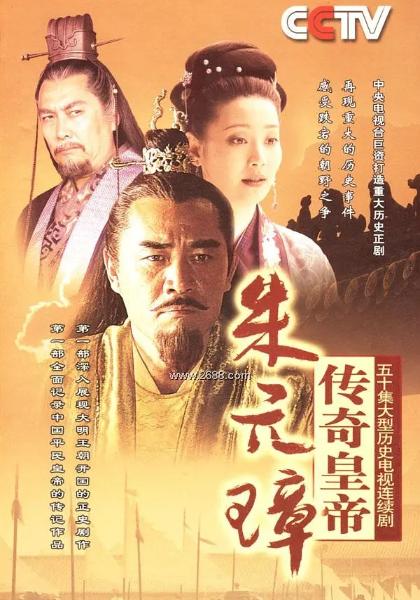 CCTV
中央电视台巨资打造重大历史正剧
再现重大的历史事件
感受跌宕的朝野之争
朱元璋
传奇皇帝
五十集大型历史电视连续剧
www.2688.com
第一部深入展现大明王朝开国的正史剧作
第一部全面记录中国平民皇帝的传记作品